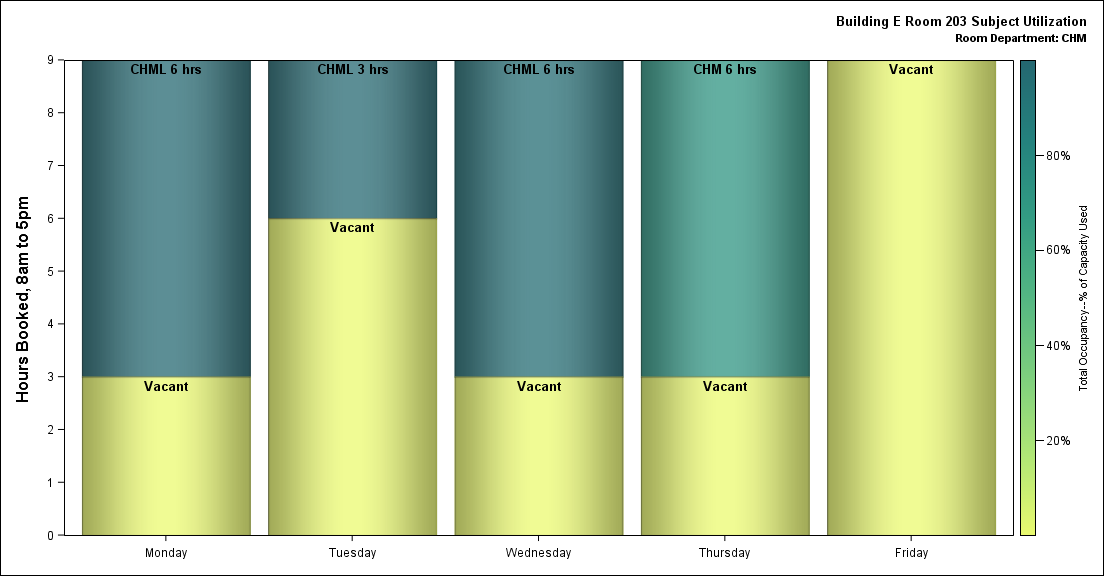 Building E Room 203 Subject Utilization
Room Department: CHM
Hours Booked, 8am to 5pm
9
8
7
6
5
4
3
2
1
0
CHML 6 hrs
Vacant
CHML 3 hrs
Vacant
CHML 6 hrs
Vacant
CHM 6 hrs
Vacant
Vacant
Monday
Tuesday
Wednesday
Thursday
Friday
80%
60%
40%
20%
Total Occupancy--% of Capacity Used